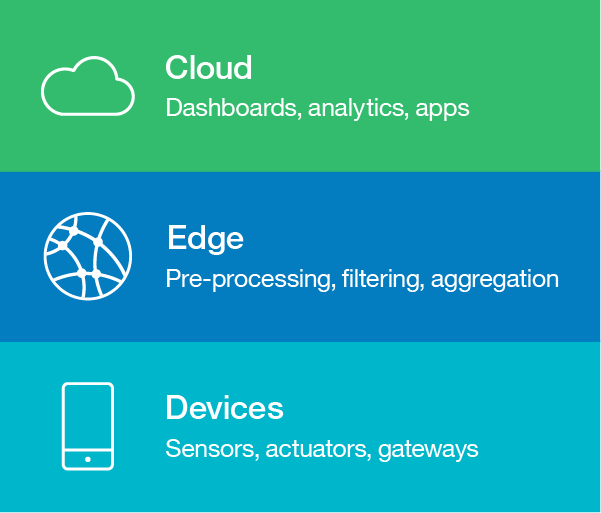 Cloud
Dashboards, analytics, apps
Edge
Pre-processing, filtering, aggregation
Devices
Sensors, actuators, gateways